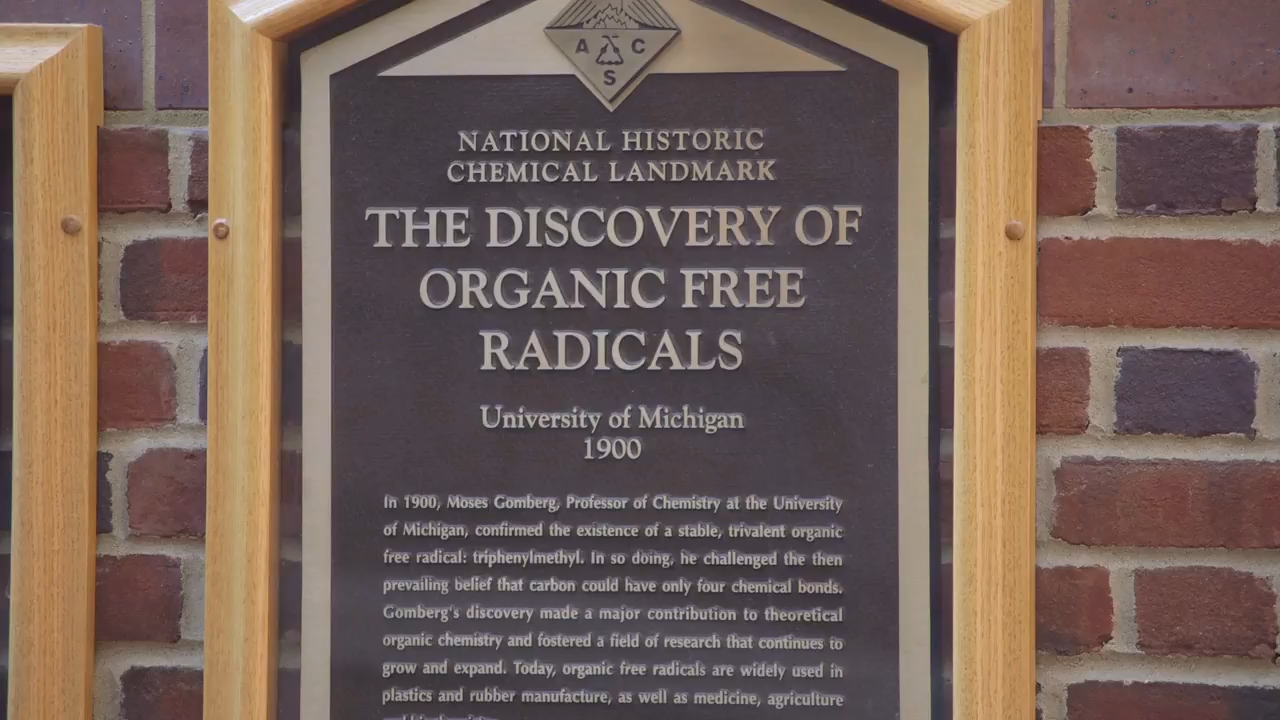 A C
S
NATIONAL HISTORIC
CHEMICAL LANDMARK
THE DISCOVERY OF
ORGANIC FREE
RADICALS
University of Michigan
1900
In 1900, Moses Gomberg, Professor of Chemistry at the University
of Michigan, confirmed the existence of a stable, trivalent organic
free radical: triphenylmethyl. In so doing, he challenged the then
prevailing belief that carbon could have only four chemical bonds.
Gomberg's discovery made a major contribution to theoretical
organic chemistry and fostered a field of research that continues to
grow and expand. Today, organic free radicals are widely used in
plastics and rubber manufacture, as well as medicine, agriculture